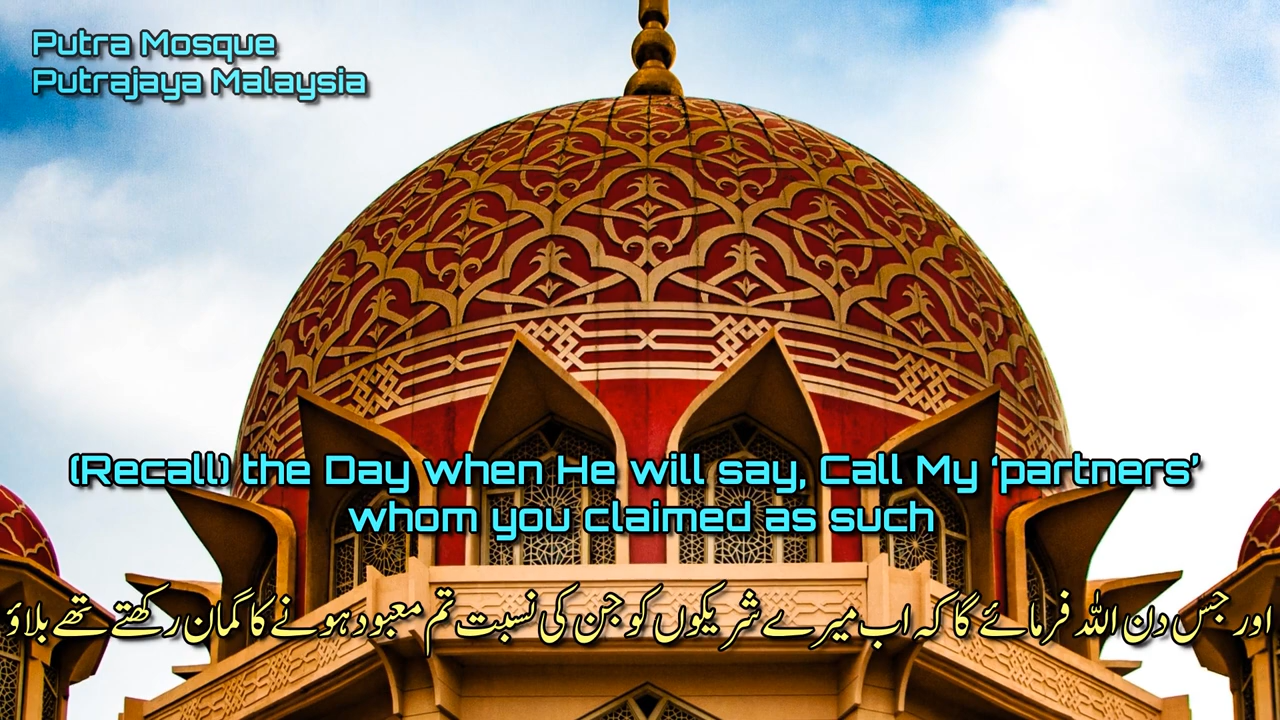 Putra Mosque
Putrajaya Malaysia
(Recall) the Day when He will say, Call My ‘partners’
whom you claimed as such
اور جس دن اللہ فرمائے گا کہ اب میرے شریکوں کو جن کی نسبت تم معبود ہونے کا گمان رکھتے تھے بلاؤ